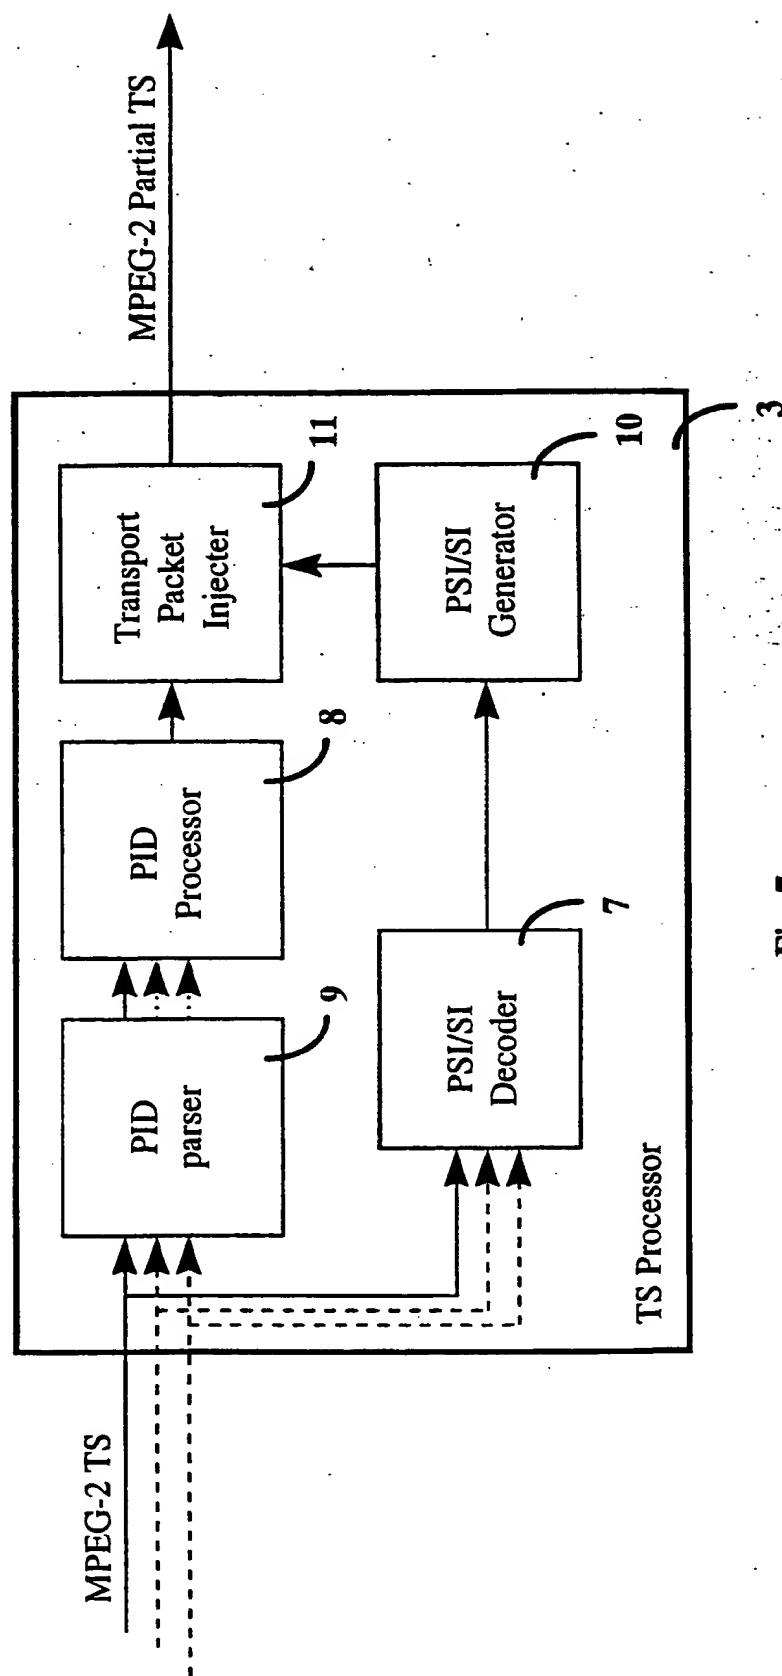 MPEG-2 TS
MPEG-2 Partial TS
PID
parser
9
PID
Processor
8
Transport
Packet
Injecter
11
PSI/SI
Decoder
7
PSI/SI
Generator
10
TS Processor
3